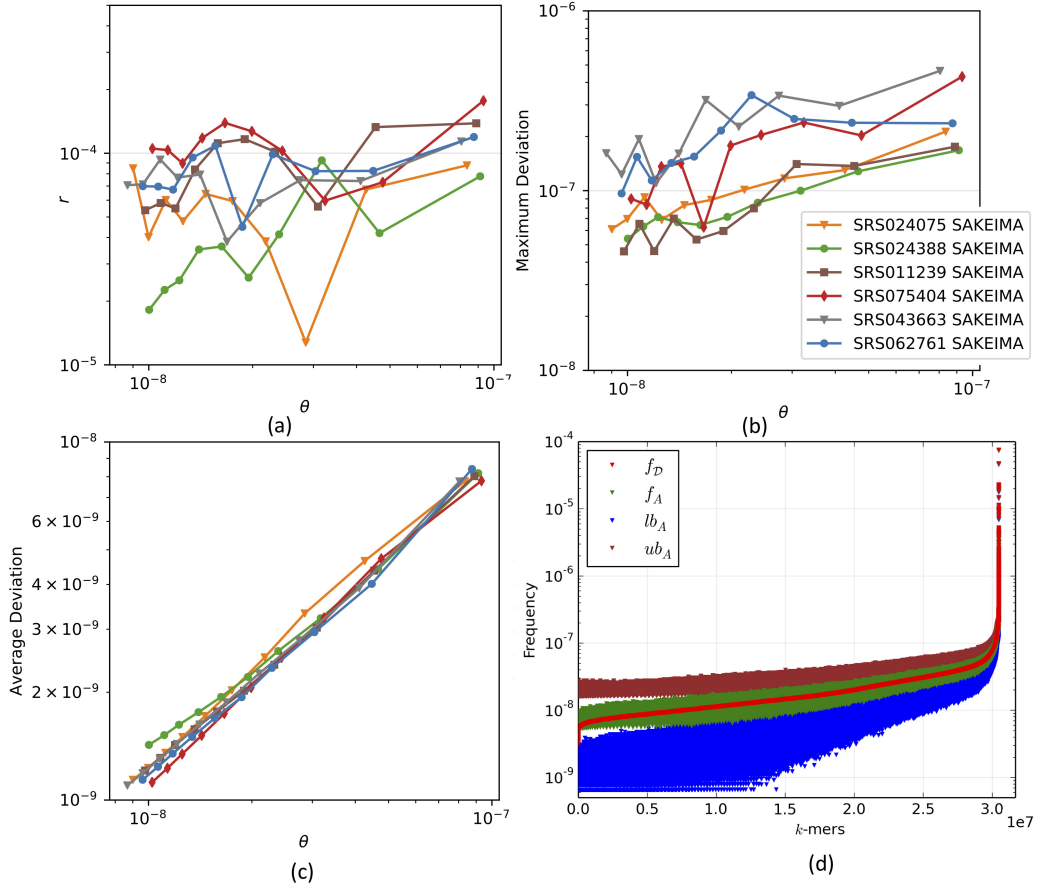 10⁻⁴
10⁻⁵
r
10⁻⁸
10⁻⁷
θ
(a)
10⁻⁶
10⁻⁷
10⁻⁸
Maximum Deviation
10⁻⁸
10⁻⁷
θ
(b)
SRS024075 SAKEIMA
SRS024388 SAKEIMA
SRS011239 SAKEIMA
SRS075404 SAKEIMA
SRS043663 SAKEIMA
SRS062761 SAKEIMA
10⁻⁸
6 × 10⁻⁹
4 × 10⁻⁹
3 × 10⁻⁹
2 × 10⁻⁹
10⁻⁹
Average Deviation
10⁻⁸
10⁻⁷
θ
(c)
10⁻⁴
10⁻⁵
10⁻⁶
10⁻⁷
10⁻⁸
10⁻⁹
Frequency
f_𝒟
f_A
lb_A
ub_A
0.0 0.5 1.0 1.5 2.0 2.5 3.0
1e7
k-mers
(d)